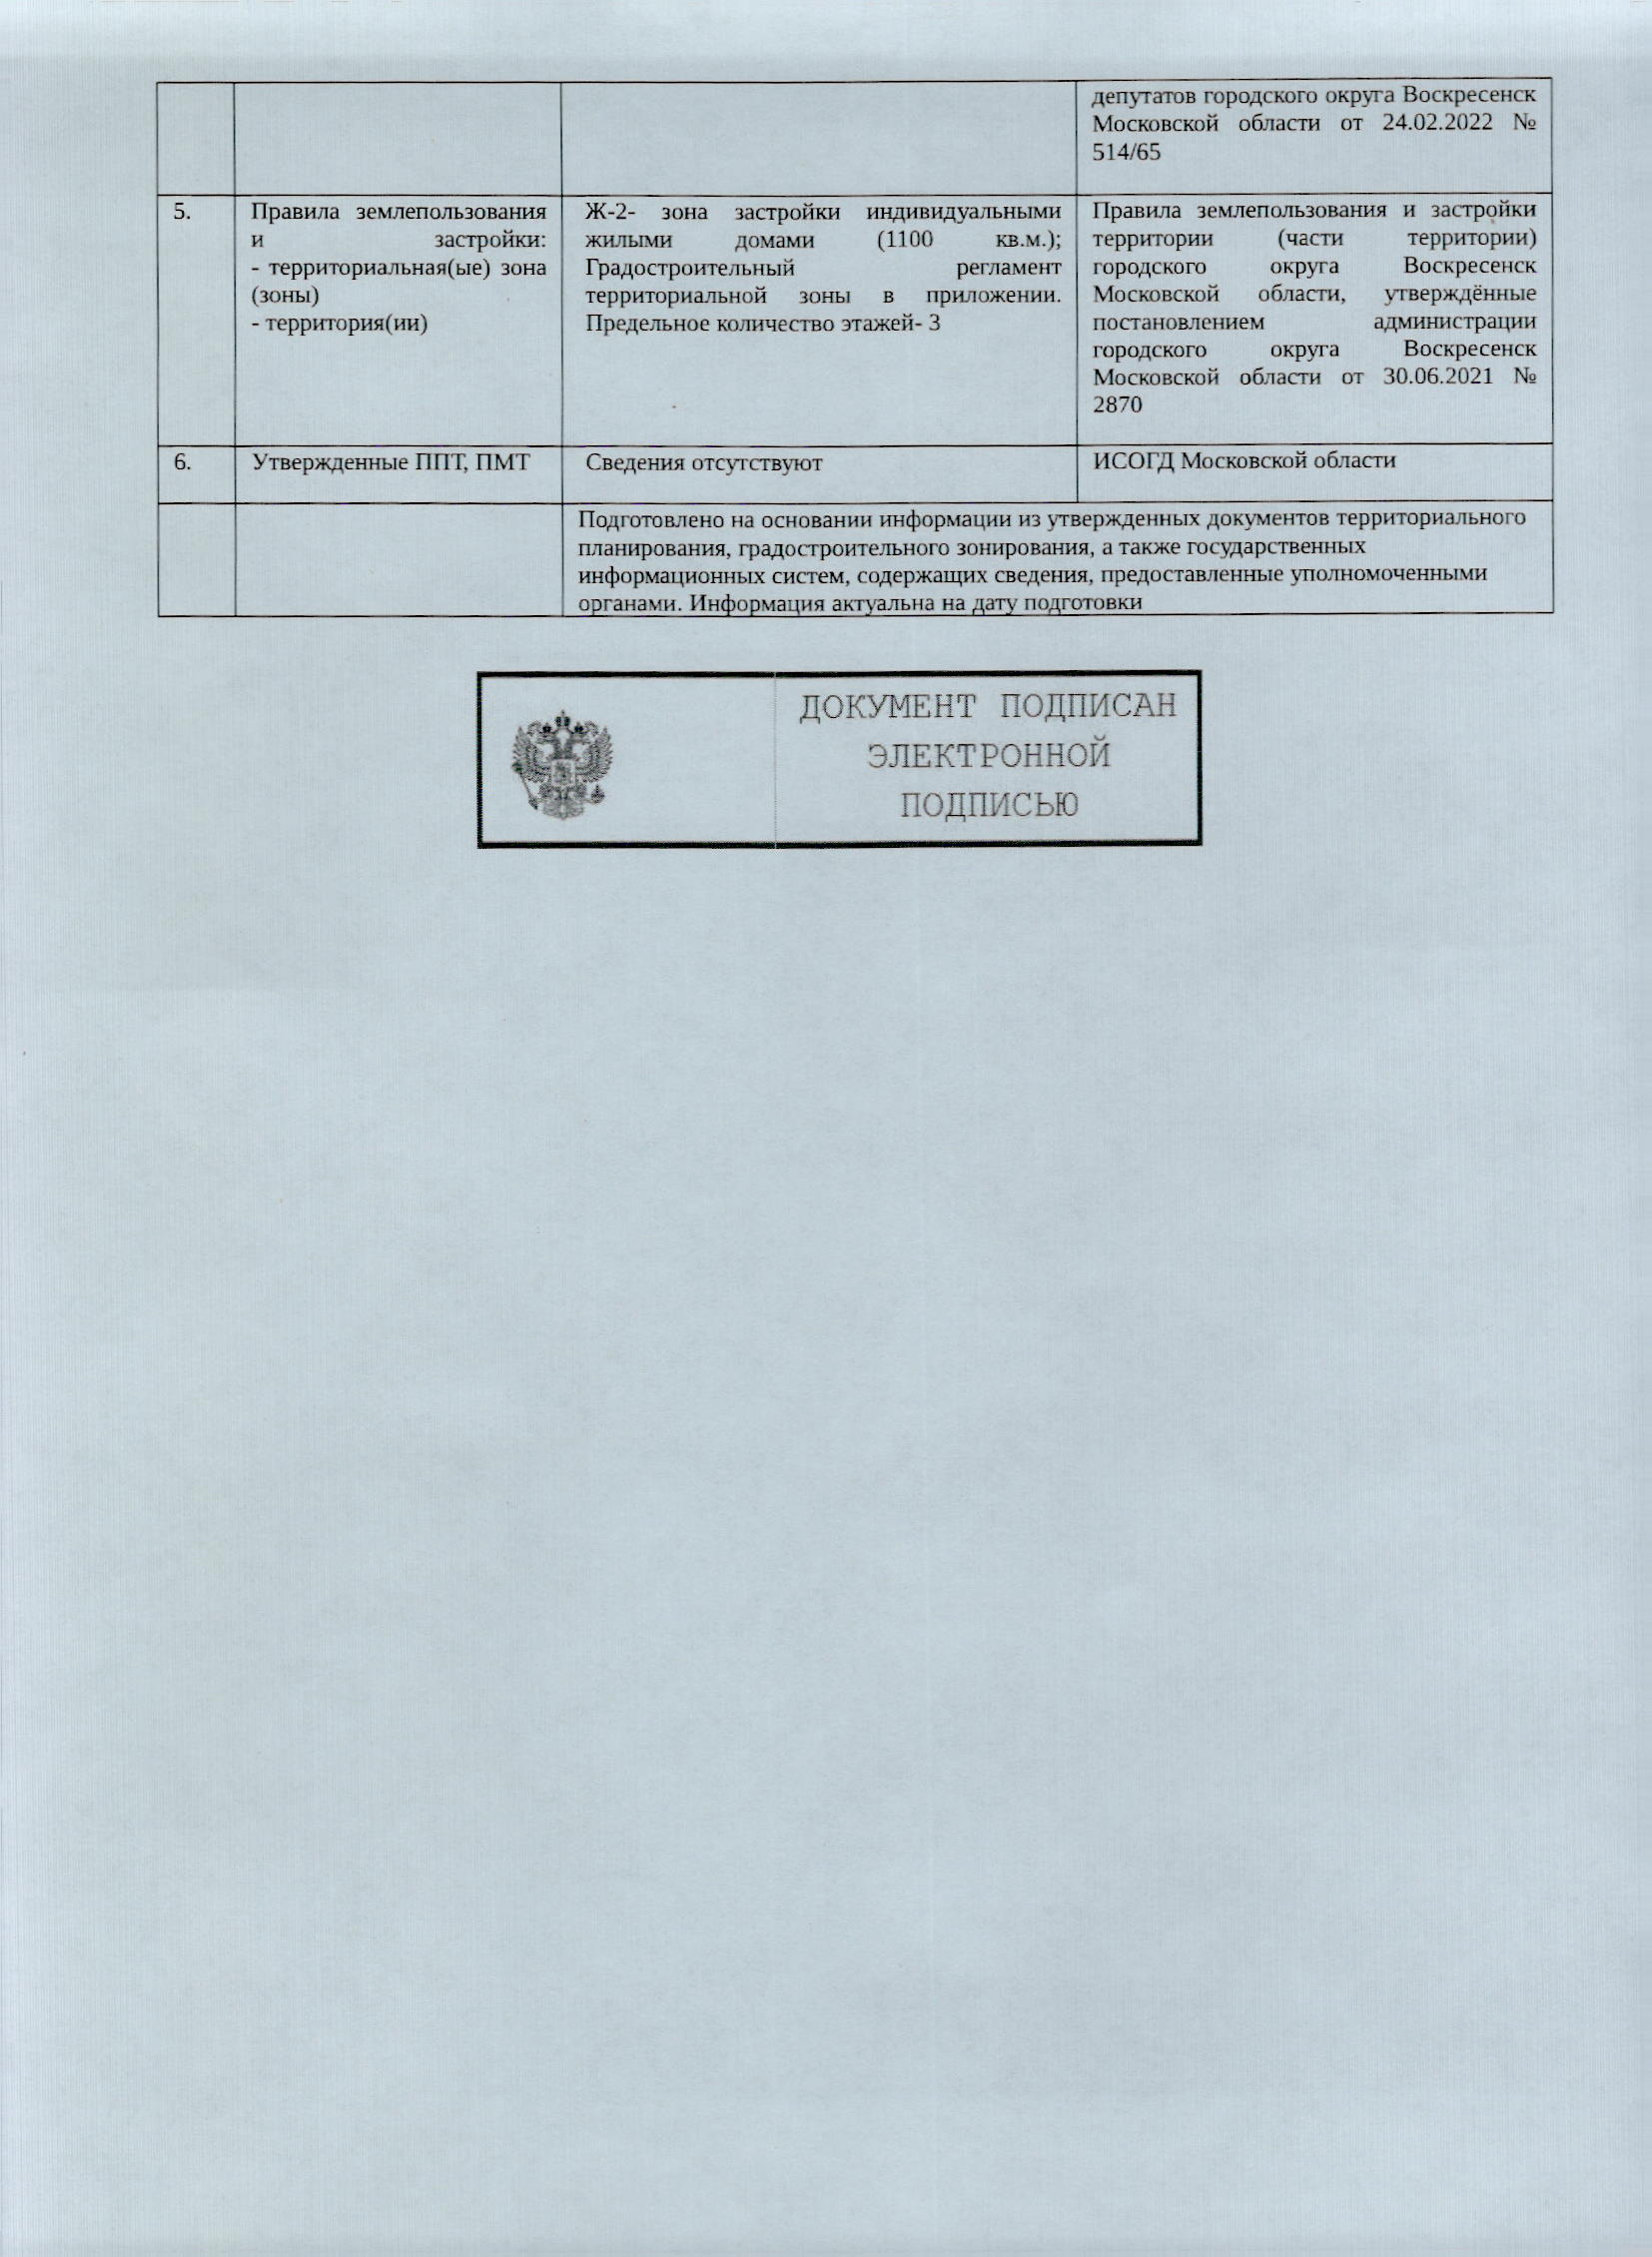 депутатов городского округа Воскресенск
Московской области от 24.02.2022 №
514/65
5.
Правила землепользования
и застройки:
- территориальная(ые) зона
(зоны)
- территория(ии)
Ж-2- зона застройки индивидуальными
жилыми домами (1100 кв.м.);
Градостроительный регламент
территориальной зоны в приложении.
Предельное количество этажей- 3
Правила землепользования и застройки
территории (части территории)
городского округа Воскресенск
Московской области, утверждённые
постановлением администрации
городского округа Воскресенск
Московской области от 30.06.2021 №
2870
6.
Утвержденные ППТ, ПМТ
Сведения отсутствуют
ИСОГД Московской области
Подготовлено на основании информации из утвержденных документов территориального
планирования, градостроительного зонирования, а также государственных
информационных систем, содержащих сведения, предоставленные уполномоченными
органами. Информация актуальна на дату подготовки
ДОКУМЕНТ ПОДПИСАН
ЭЛЕКТРОННОЙ
ПОДПИСЬЮ